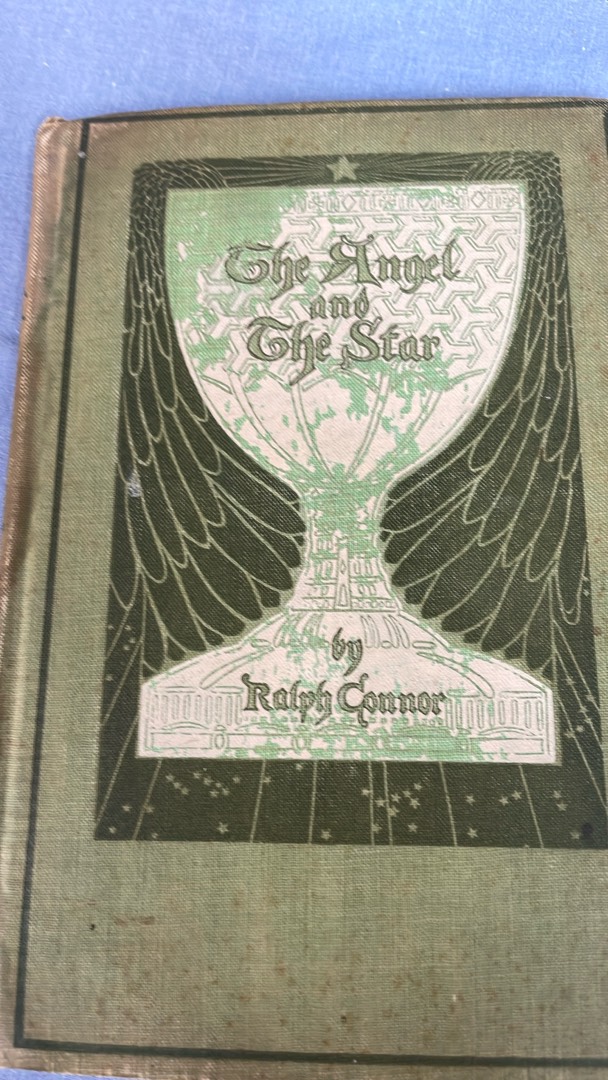 The Angel
and
The Star
by
Ralph Connor